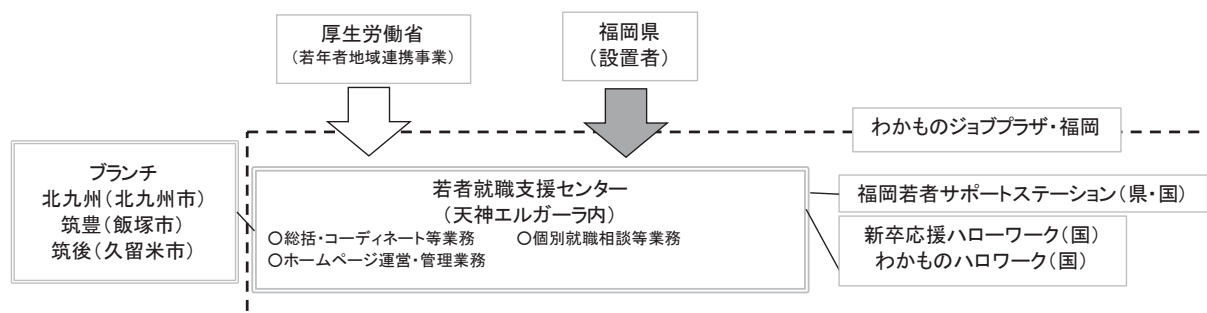 厚生労働省
（若年者地域連携事業）
福岡県
（設置者）
わかものジョブプラザ・福岡
ブランチ
北九州（北九州市）
筑豊（飯塚市）
筑後（久留米市）
若者就職支援センター
（天神エルガーラ内）
○総括・コーディネート等業務　○個別就職相談等業務
○ホームページ運営・管理業務
福岡若者サポートステーション（県・国）
新卒応援ハローワーク（国）
わかものハロワーク（国）